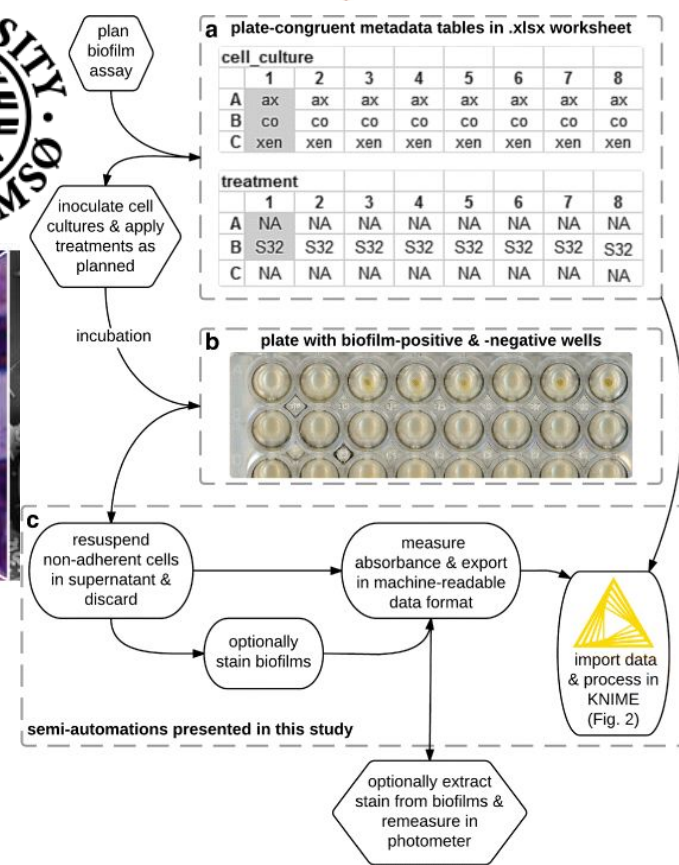 SITY
MSØ
plan
biofilm
assay
a plate-congruent metadata tables in .xlsx worksheet
cell_culture
1 2 3 4 5 6 7 8
A ax ax ax ax ax ax ax ax
B co co co co co co co co
C xen xen xen xen xen xen xen xen
treatment
1 2 3 4 5 6 7 8
A NA NA NA NA NA NA NA NA
B S32 S32 S32 S32 S32 S32 S32 S32
C NA NA NA NA NA NA NA NA
inoculate cell
cultures & apply
treatments as
planned
incubation
b plate with biofilm-positive & -negative wells
c
resuspend
non-adherent cells
in supernatant &
discard
measure
absorbance & export
in machine-readable
data format
optionally
stain biofilms
import data
& process in
KNIME
(Fig. 2)
semi-automations presented in this study
optionally extract
stain from biofilms &
remeasure in
photometer